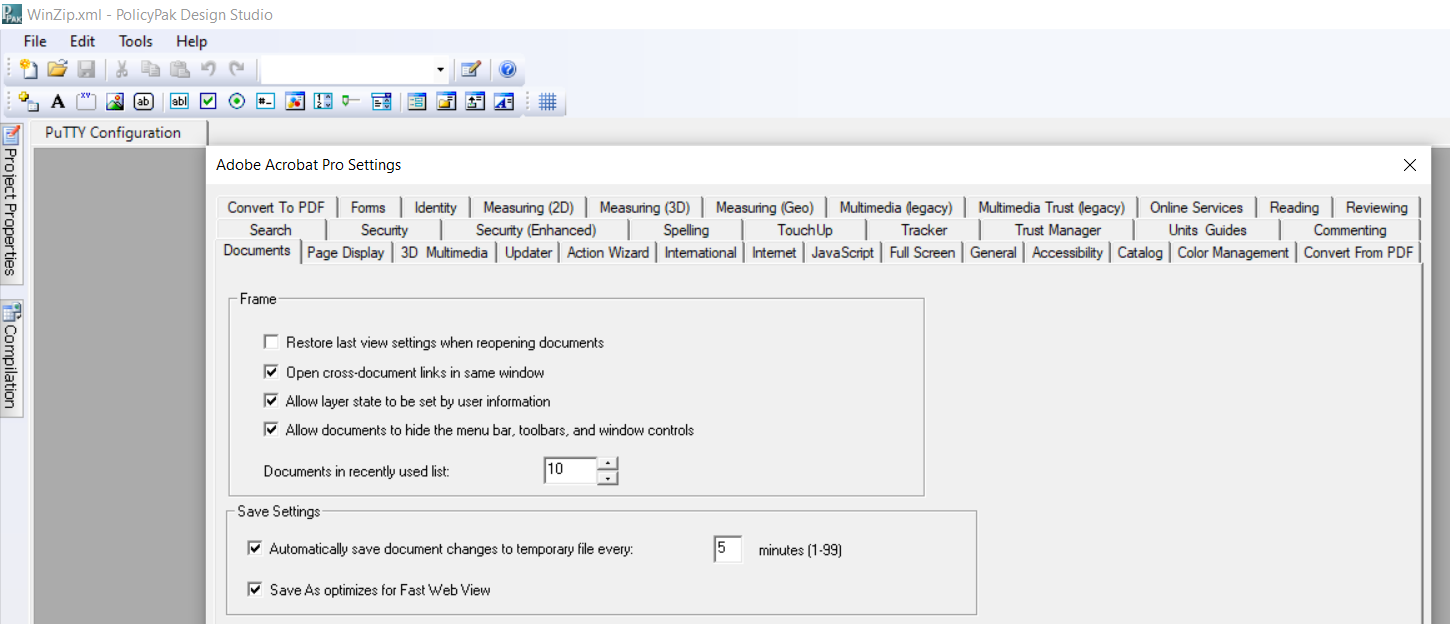 WinZip.xml - PolicyPak Design Studio
File Edit Tools Help
A ab abl
PuTTY Configuration
Project Properties
Compilation
Adobe Acrobat Pro Settings
Convert To PDF Forms Identity Measuring (2D) Measuring (3D) Measuring (Geo) Multimedia (legacy) Multimedia Trust (legacy) Online Services Reading Reviewing
Search Security Security (Enhanced) Spelling TouchUp Tracker Trust Manager Units Guides Commenting
Documents Page Display 3D Multimedia Updater Action Wizard International Internet JavaScript Full Screen General Accessibility Catalog Color Management Convert From PDF
Frame
Restore last view settings when reopening documents
Open cross-document links in same window
Allow layer state to be set by user information
Allow documents to hide the menu bar, toolbars, and window controls
Documents in recently used list: 10
Save Settings
Automatically save document changes to temporary file every: 5 minutes (1-99)
Save As optimizes for Fast Web View